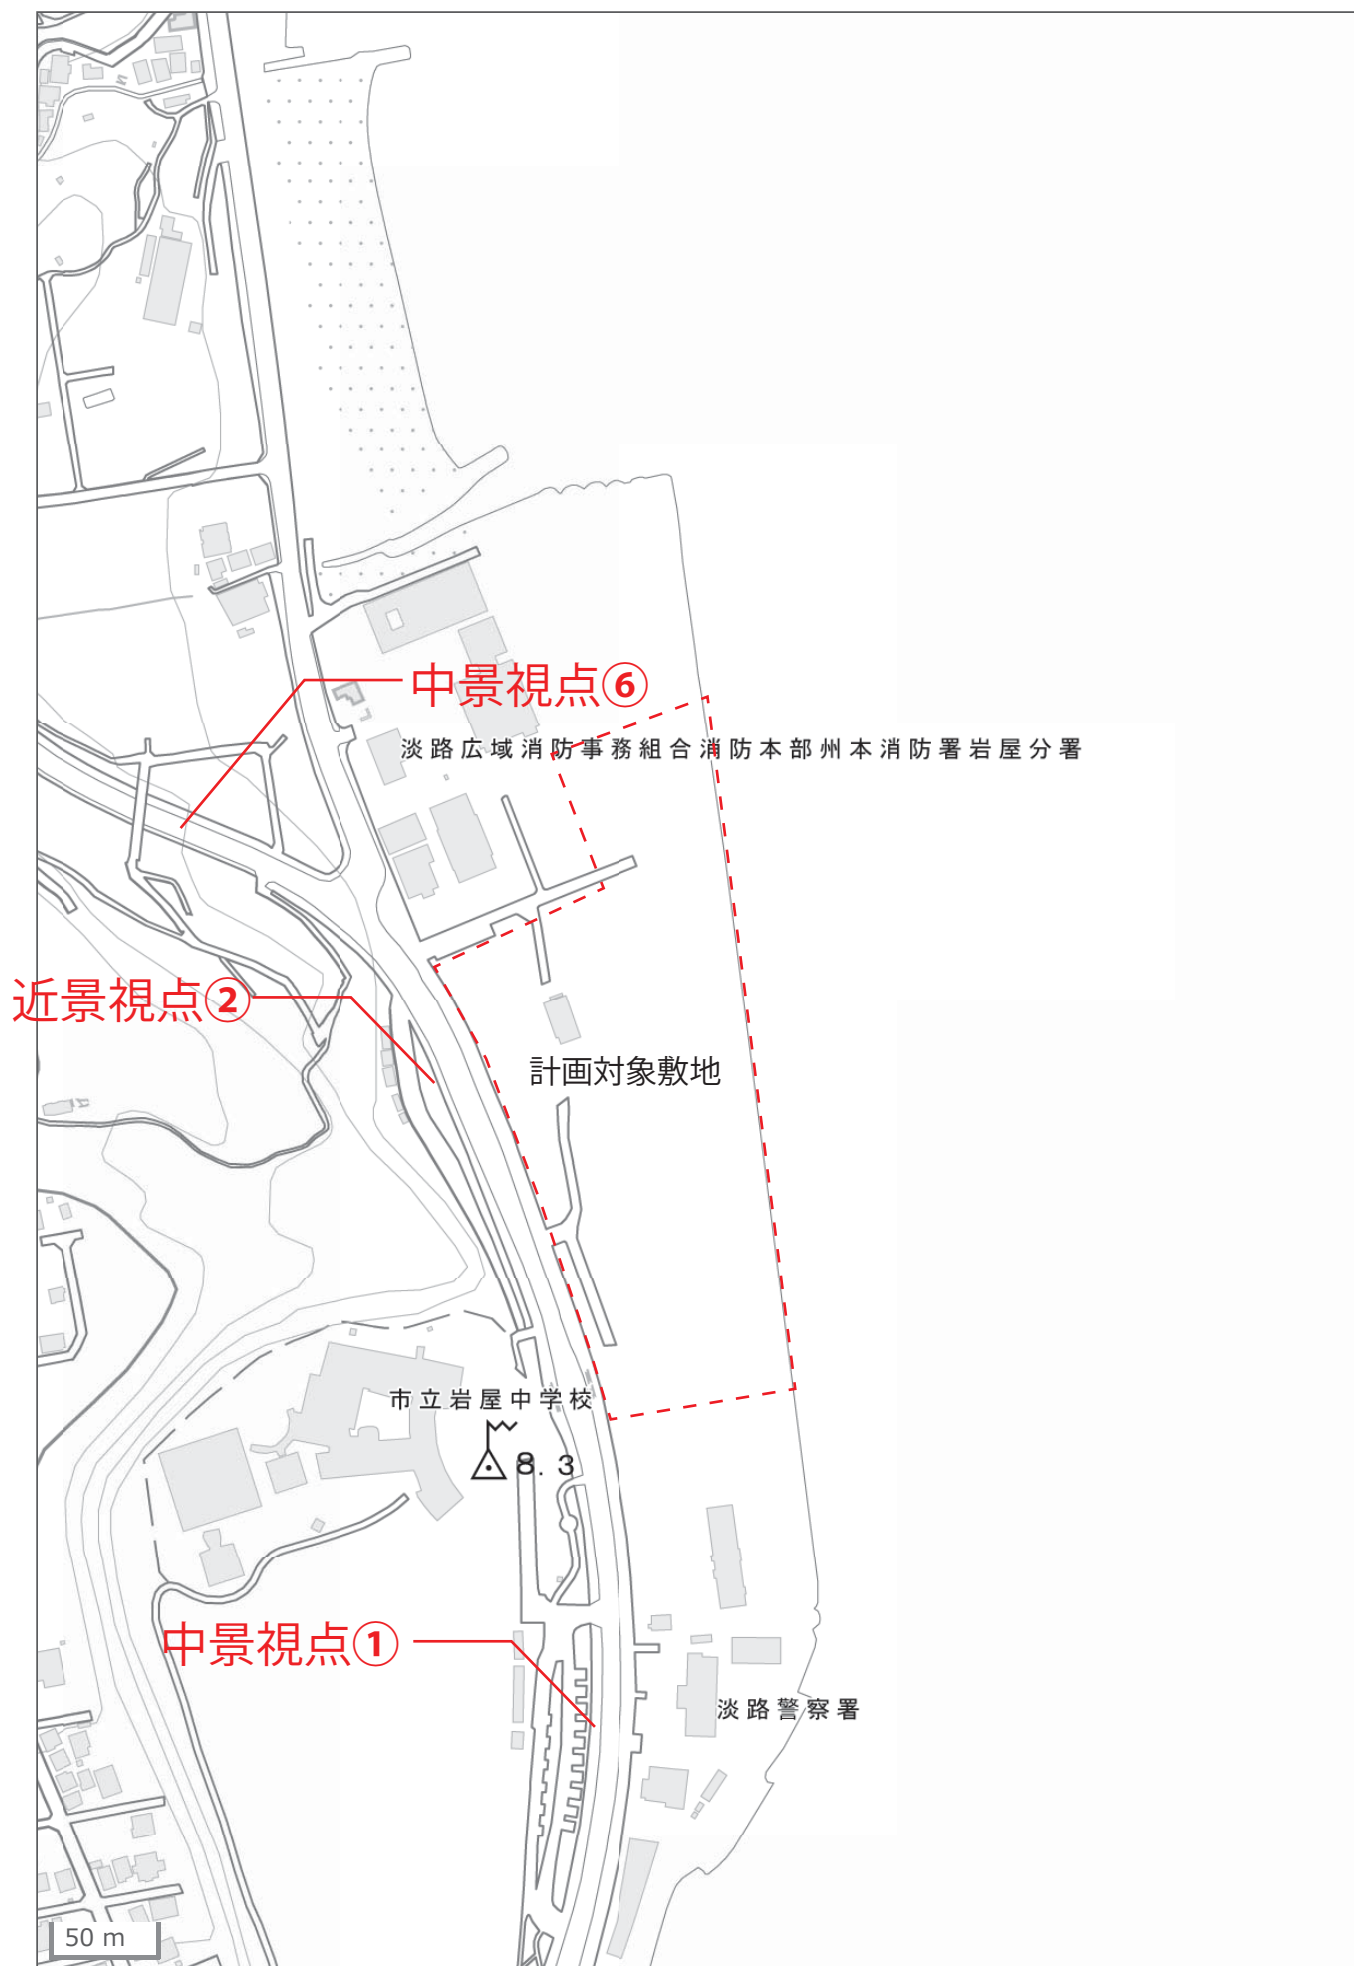 中景視点⑥
淡路広域消防事務組合消防本部州本消防署岩屋分署
近景視点②
計画対象敷地
市立岩屋中学校
8.3
中景視点①
淡路警察署
50 m